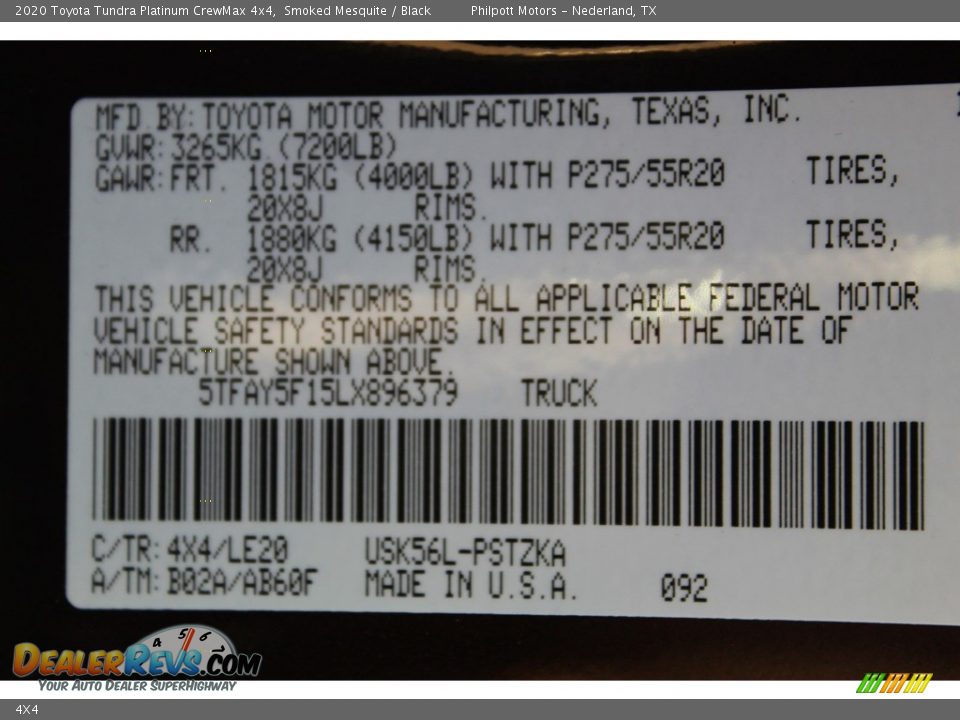 2020 Toyota Tundra Platinum CrewMax 4x4, Smoked Mesquite / Black Philpott Motors – Nederland, TX
MFD BY: TOYOTA MOTOR MANUFACTURING, TEXAS, INC.
GVWR: 3265KG (7200LB)
GAWR: FRT. 1815KG (4000LB) WITH P275/55R20 TIRES,
20X8J RIMS.
RR. 1880KG (4150LB) WITH P275/55R20 TIRES,
20X8J RIMS.
THIS VEHICLE CONFORMS TO ALL APPLICABLE FEDERAL MOTOR
VEHICLE SAFETY STANDARDS IN EFFECT ON THE DATE OF
MANUFACTURE SHOWN ABOVE.
5TFAY5F15LX896379 TRUCK
C/TR: 4X4/LE20 USK56L-PSTZKA
A/TM: B02A/AB60F MADE IN U.S.A. 092
4 5 6
DEALERREVS.COM
YOUR AUTO DEALER SUPERHIGHWAY
4X4